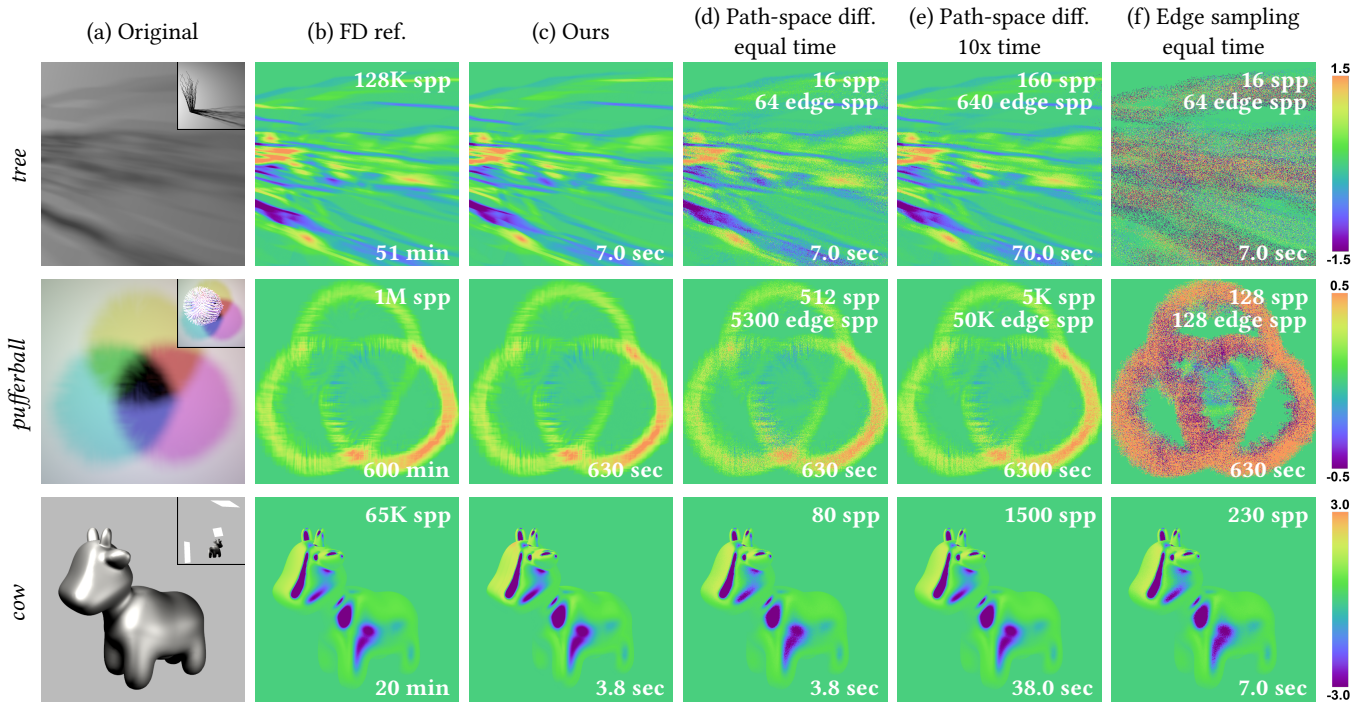 (a) Original
(b) FD ref.
(c) Ours
(d) Path-space diff.
equal time
(e) Path-space diff.
10x time
(f) Edge sampling
equal time
tree
128K spp
51 min
7.0 sec
16 spp
64 edge spp
7.0 sec
160 spp
640 edge spp
70.0 sec
16 spp
64 edge spp
7.0 sec
1.5
-1.5
pufferball
1M spp
600 min
630 sec
512 spp
5300 edge spp
630 sec
5K spp
50K edge spp
6300 sec
128 spp
128 edge spp
630 sec
0.5
-0.5
cow
65K spp
20 min
3.8 sec
80 spp
3.8 sec
1500 spp
38.0 sec
230 spp
7.0 sec
3.0
-3.0